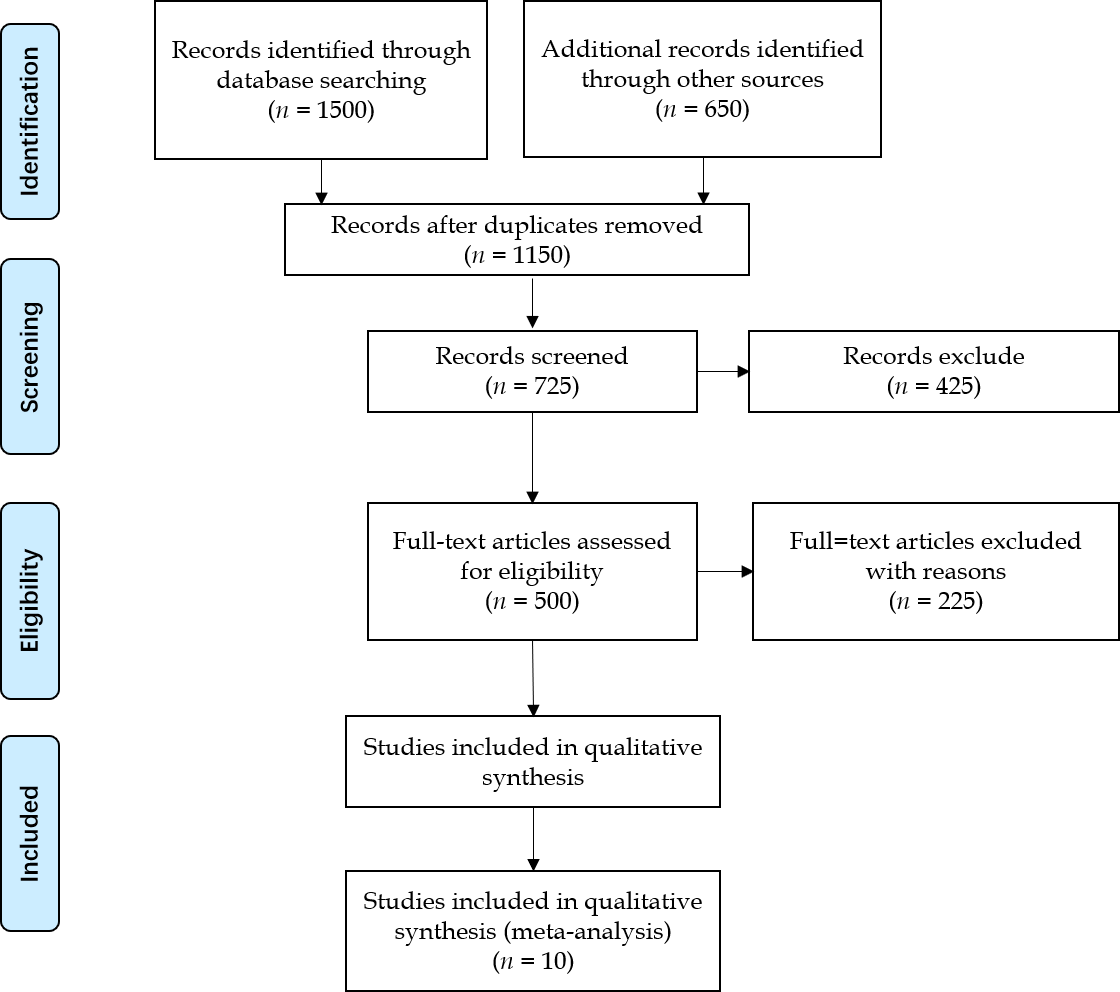 Identification
Records identified through
database searching
(n = 1500)
Additional records identified
through other sources
(n = 650)
Records after duplicates removed
(n = 1150)
Screening
Records screened
(n = 725)
Records exclude
(n = 425)
Eligibility
Full-text articles assessed
for eligibility
(n = 500)
Full=text articles excluded
with reasons
(n = 225)
Included
Studies included in qualitative
synthesis
Studies included in qualitative
synthesis (meta-analysis)
(n = 10)